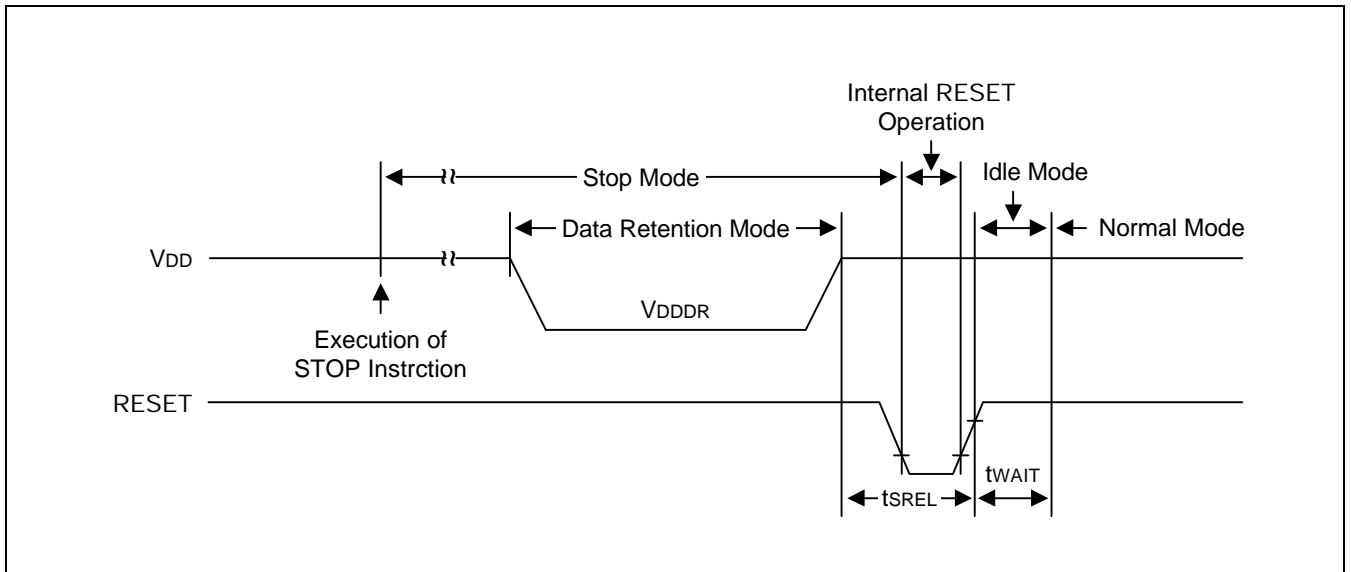 Internal RESET
Operation
Stop Mode
Idle Mode
Data Retention Mode
Normal Mode
VDD
VDDDR
Execution of
STOP Instrction
RESET
tSREL
tWAIT